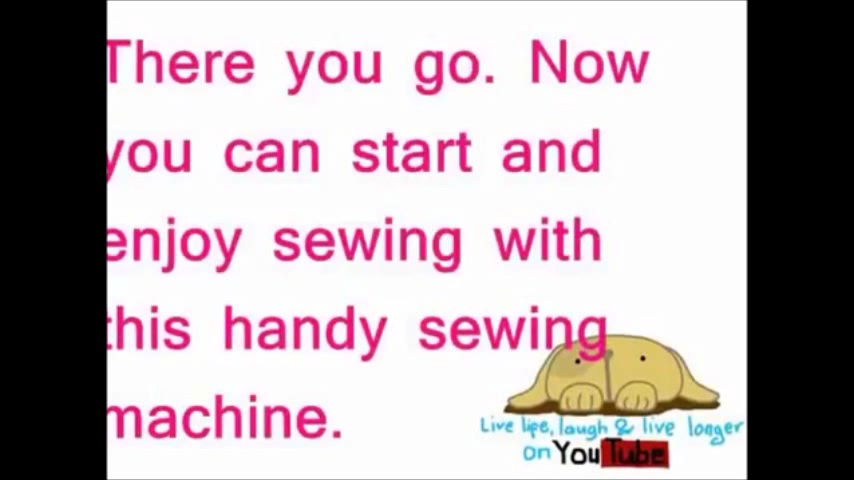 There you go. Now
you can start and
enjoy sewing with
this handy sewing
machine.
Live life, laugh & live longer
on YouTube